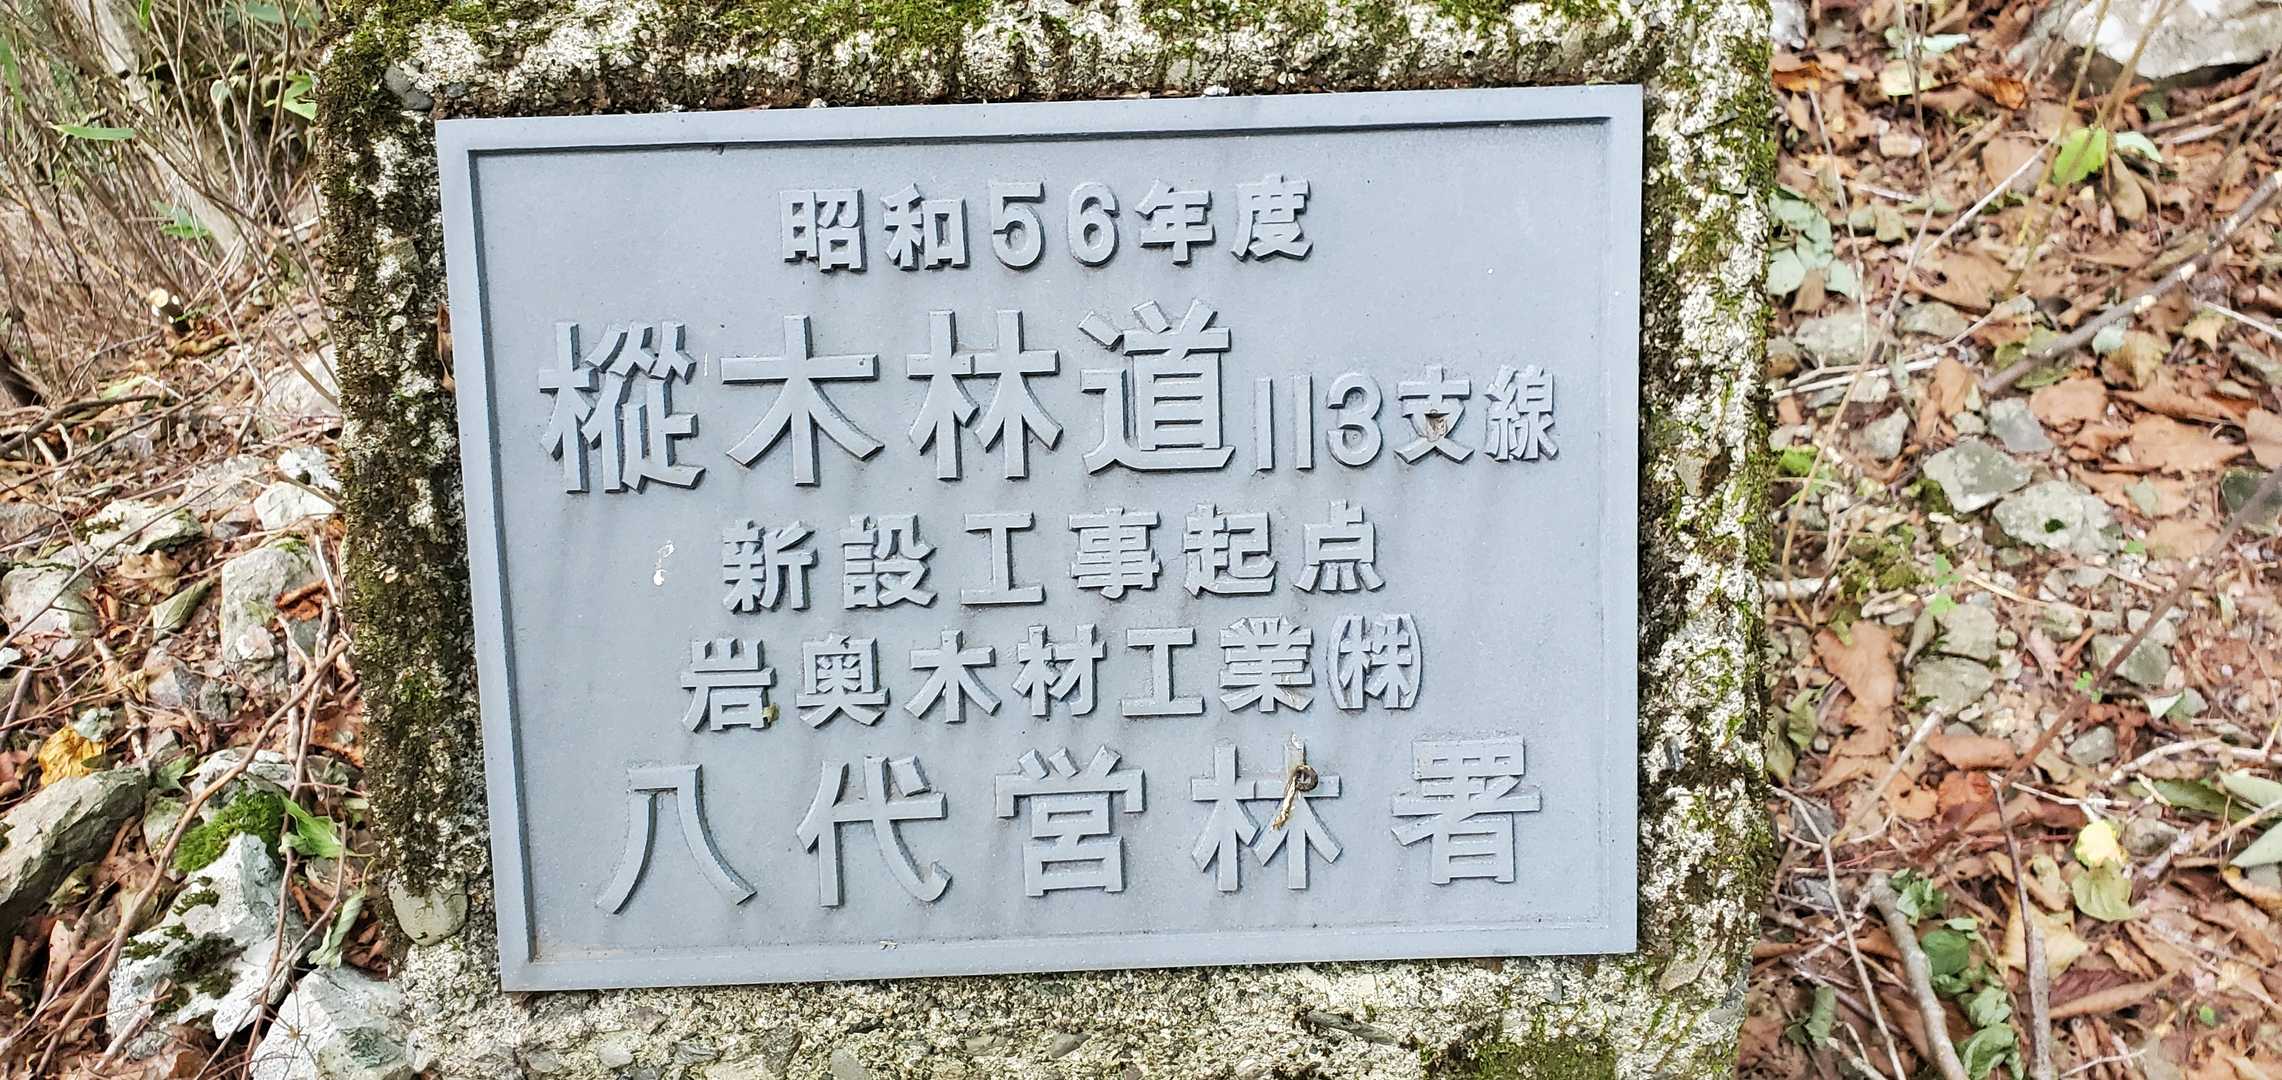 昭和56年度
樅木林道113支線
新設工事起点
岩奥木材工業㈱
八代営林署